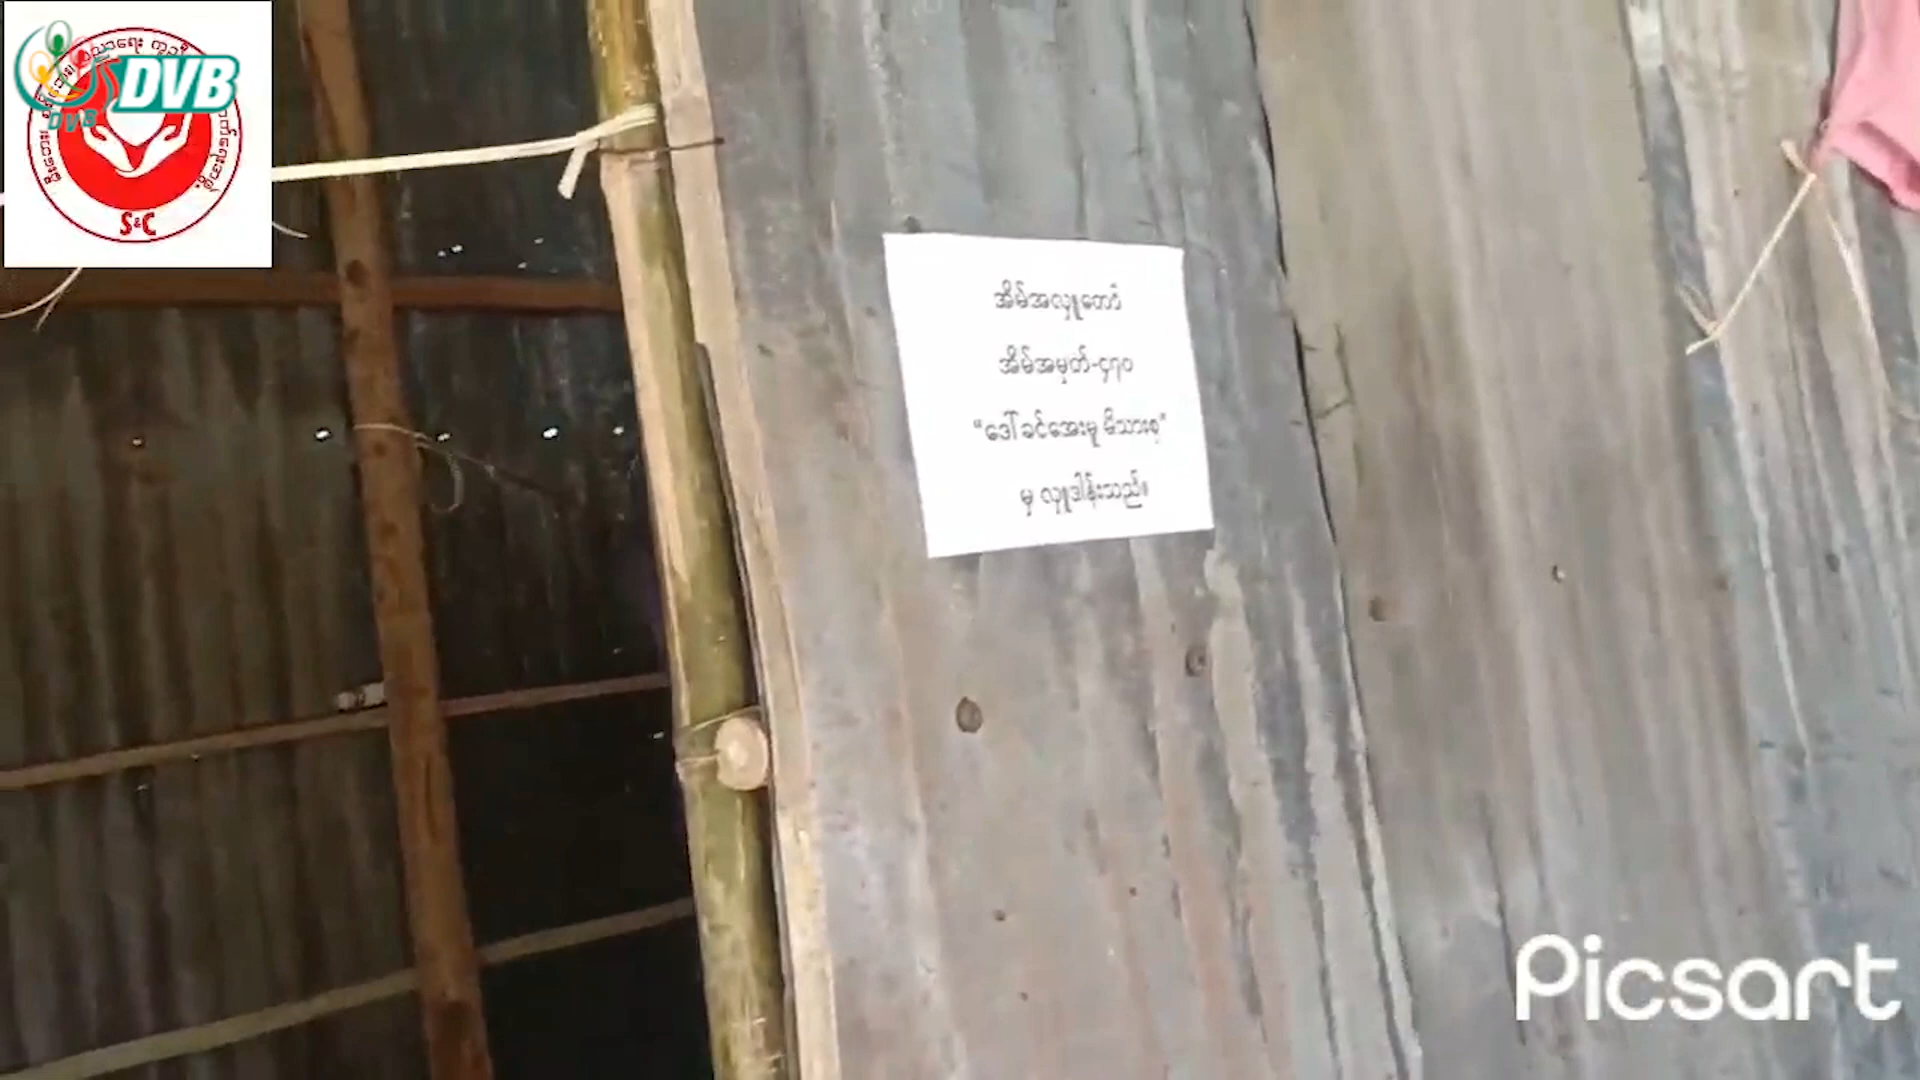 DVB
DVB
S&C
အိမ်အလှူတော်
အိမ်အမှတ်-၄၇၀
“ဒေါ်ခင်အေးမူ မိသားစု”
မှ လှူဒါန်းသည်။
Picsart